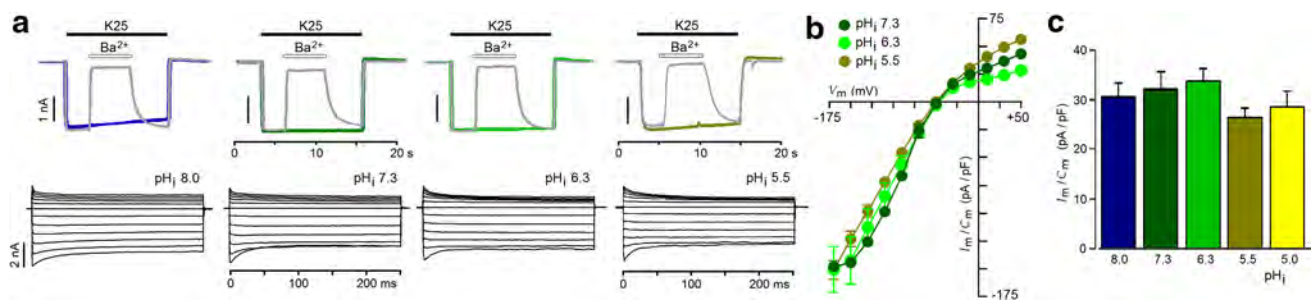 a
K25
K25
K25
K25
Ba2+
Ba2+
Ba2+
Ba2+
1 nA
0 10 20 s
0 10 20 s
pHi 8.0
pHi 7.3
pHi 6.3
pHi 5.5
2 nA
0 100 200 ms
0 100 200 ms
b
75
pHi 7.3
pHi 6.3
pHi 5.5
Vm (mV)
-175
+50
Im/Cm (pA/pF)
-175
c
Im/Cm (pA/pF)
40
30
20
10
0
8.0 7.3 6.3 5.5 5.0
pHi